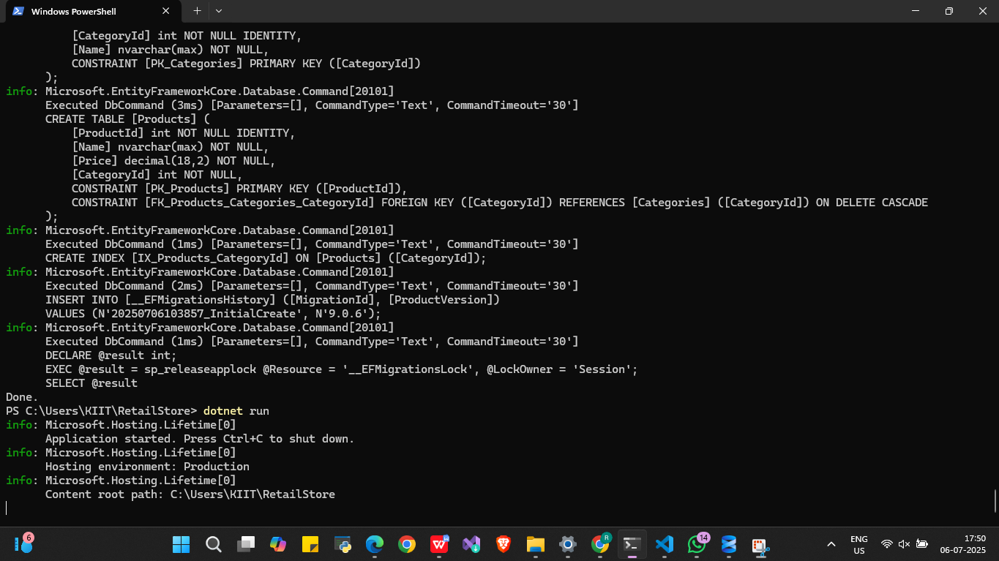 Windows PowerShell
[CategoryId] int NOT NULL IDENTITY,
[Name] nvarchar(max) NOT NULL,
CONSTRAINT [PK_Categories] PRIMARY KEY ([CategoryId])
);
info: Microsoft.EntityFrameworkCore.Database.Command[20101]
Executed DbCommand (3ms) [Parameters=[], CommandType='Text', CommandTimeout='30']
CREATE TABLE [Products] (
[ProductId] int NOT NULL IDENTITY,
[Name] nvarchar(max) NOT NULL,
[Price] decimal(18,2) NOT NULL,
[CategoryId] int NOT NULL,
CONSTRAINT [PK_Products] PRIMARY KEY ([ProductId]),
CONSTRAINT [FK_Products_Categories_CategoryId] FOREIGN KEY ([CategoryId]) REFERENCES [Categories] ([CategoryId]) ON DELETE CASCADE
);
info: Microsoft.EntityFrameworkCore.Database.Command[20101]
Executed DbCommand (1ms) [Parameters=[], CommandType='Text', CommandTimeout='30']
CREATE INDEX [IX_Products_CategoryId] ON [Products] ([CategoryId]);
info: Microsoft.EntityFrameworkCore.Database.Command[20101]
Executed DbCommand (2ms) [Parameters=[], CommandType='Text', CommandTimeout='30']
INSERT INTO [__EFMigrationsHistory] ([MigrationId], [ProductVersion])
VALUES (N'20250706103857_InitialCreate', N'9.0.6');
info: Microsoft.EntityFrameworkCore.Database.Command[20101]
Executed DbCommand (1ms) [Parameters=[], CommandType='Text', CommandTimeout='30']
DECLARE @result int;
EXEC @result = sp_releaseapplock @Resource = '__EFMigrationsLock', @LockOwner = 'Session';
SELECT @result
Done.
PS C:\Users\KIIT\RetailStore> dotnet run
info: Microsoft.Hosting.Lifetime[0]
Application started. Press Ctrl+C to shut down.
info: Microsoft.Hosting.Lifetime[0]
Hosting environment: Production
info: Microsoft.Hosting.Lifetime[0]
Content root path: C:\Users\KIIT\RetailStore
6
R
14
ENG
US
17:50
06-07-2025